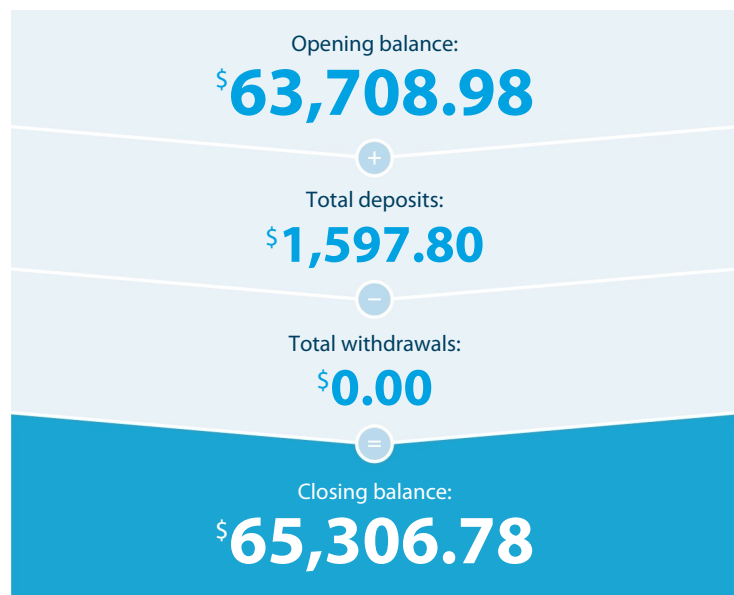 Opening balance:
$63,708.98
+
Total deposits:
$1,597.80
−
Total withdrawals:
$0.00
=
Closing balance:
$65,306.78